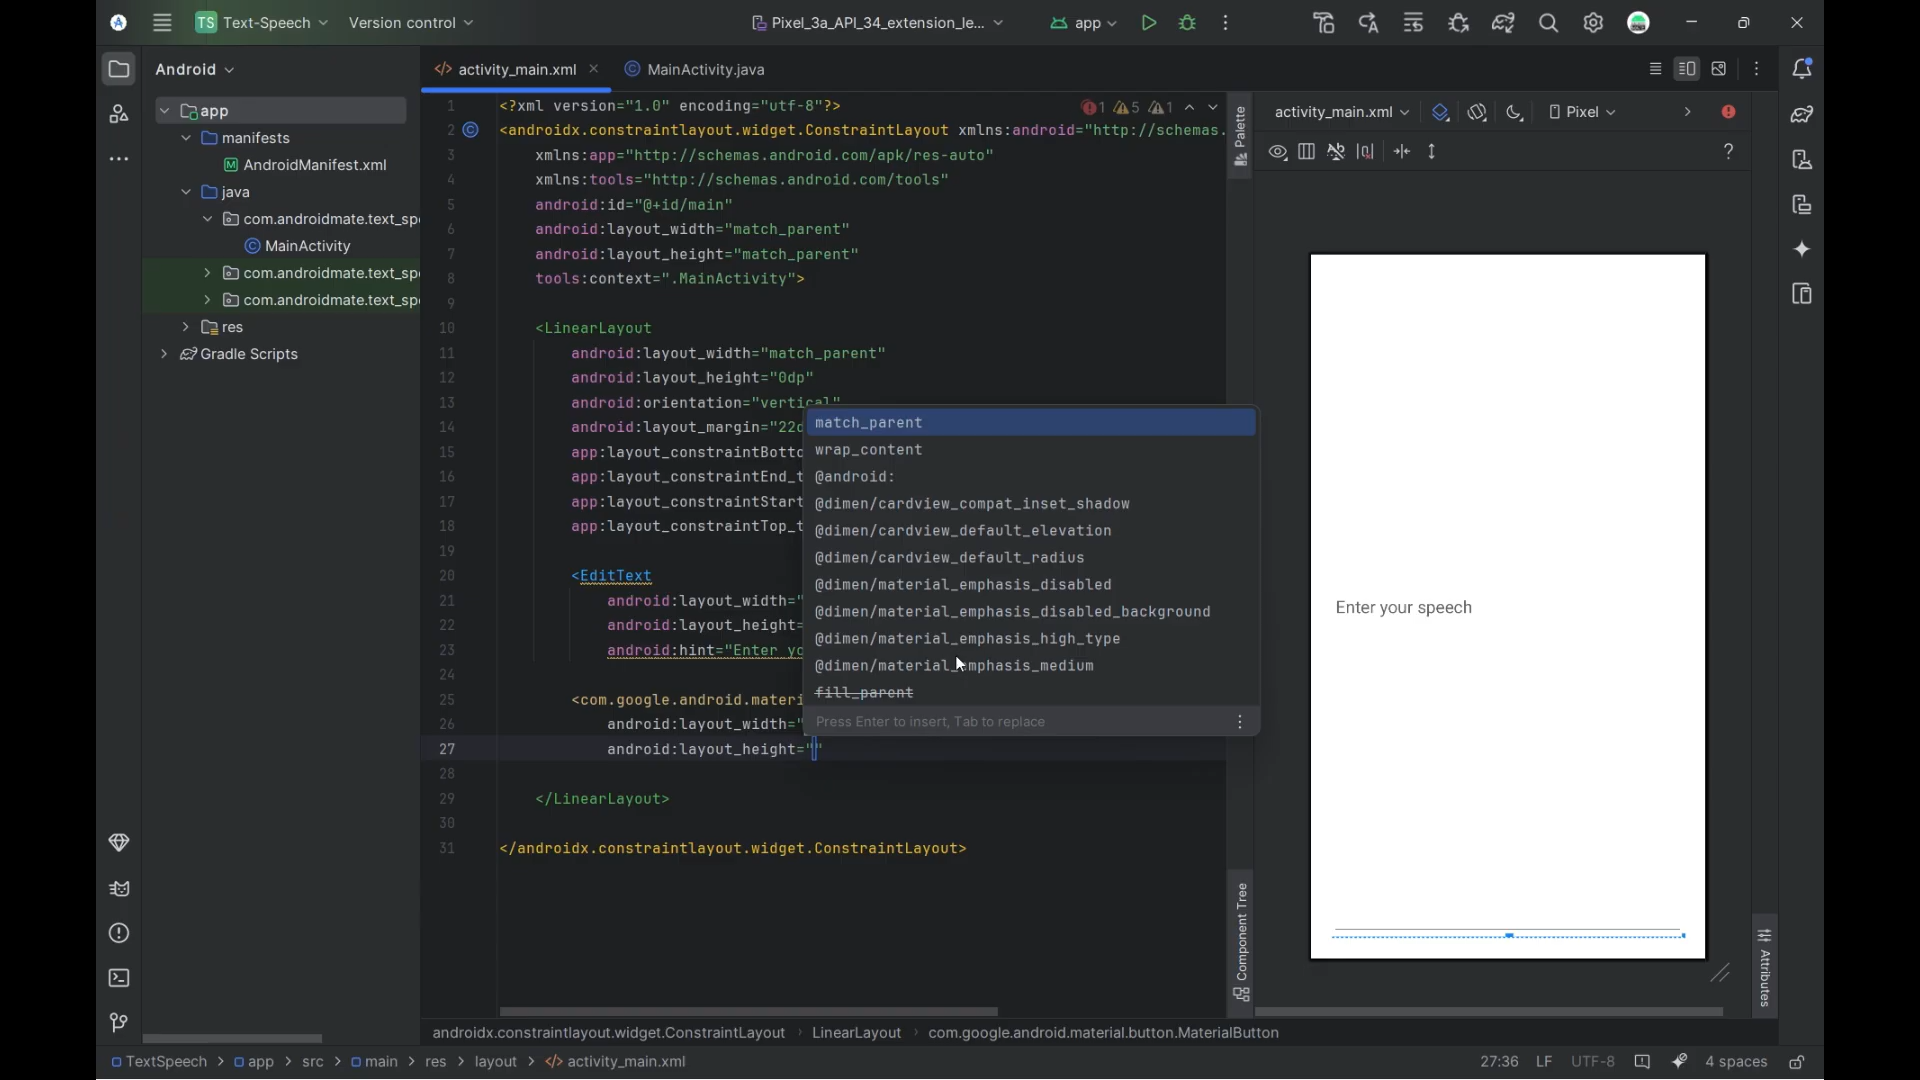 TS Text-Speech Version control Pixel_3a_API_34_extension_le... app
Android
activity_main.xml MainActivity.java
app
manifests
AndroidManifest.xml
java
com.androidmate.text_spe
MainActivity
com.androidmate.text_spe
com.androidmate.text_spe
res
Gradle Scripts
1 <?xml version="1.0" encoding="utf-8"?> 1 5 1
2 <androidx.constraintlayout.widget.ConstraintLayout xmlns:android="http://schemas.
3 xmlns:app="http://schemas.android.com/apk/res-auto"
4 xmlns:tools="http://schemas.android.com/tools"
5 android:id="@+id/main"
6 android:layout_width="match_parent"
7 android:layout_height="match_parent"
8 tools:context=".MainActivity">
9
10 <LinearLayout
11 android:layout_width="match_parent"
12 android:layout_height="0dp"
13 android:orientation="vertical"
14 android:layout_margin="22d
15 app:layout_constraintBotto
16 app:layout_constraintEnd_t
17 app:layout_constraintStart
18 app:layout_constraintTop_t
19
20 <EditText
21 android:layout_width="
22 android:layout_height=
23 android:hint="Enter yo
24
25 <com.google.android.materi
26 android:layout_width="
27 android:layout_height=""
28
29 </LinearLayout>
30
31 </androidx.constraintlayout.widget.ConstraintLayout>
match_parent
wrap_content
@android:
@dimen/cardview_compat_inset_shadow
@dimen/cardview_default_elevation
@dimen/cardview_default_radius
@dimen/material_emphasis_disabled
@dimen/material_emphasis_disabled_background
@dimen/material_emphasis_high_type
@dimen/material_emphasis_medium
fill_parent
Press Enter to insert, Tab to replace
Palette
Component Tree
activity_main.xml Pixel
?
Enter your speech
Attributes
androidx.constraintlayout.widget.ConstraintLayout › LinearLayout › com.google.android.material.button.MaterialButton
TextSpeech > app > src > main > res > layout > activity_main.xml 27:36 LF UTF-8 4 spaces